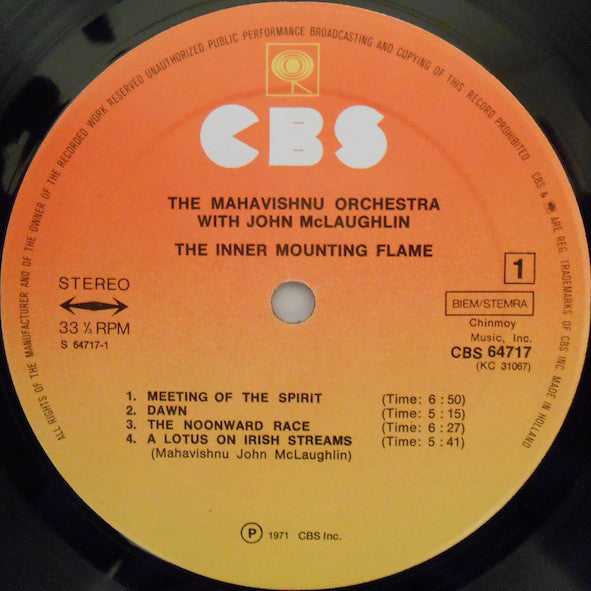 ALL RIGHTS OF THE MANUFACTURER AND OF THE OWNER OF THE RECORDED WORK RESERVED UNAUTHORIZED PUBLIC PERFORMANCE BROADCASTING AND COPYING OF THIS RECORD PROHIBITED. CBS & ARE REG. TRADEMARKS OF CBS INC. MADE IN HOLLAND
CBS
THE MAHAVISHNU ORCHESTRA
WITH JOHN McLAUGHLIN
THE INNER MOUNTING FLAME
STEREO
33 ⅓ RPM
S 64717-1
1
BIEM/STEMRA
Chinmoy
Music, Inc.
CBS 64717
(KC 31067)
1. MEETING OF THE SPIRIT (Time: 6 : 50)
2. DAWN (Time: 5 : 15)
3. THE NOONWARD RACE (Time: 6 : 27)
4. A LOTUS ON IRISH STREAMS (Time: 5 : 41)
(Mahavishnu John McLaughlin)
Ⓟ 1971 CBS Inc.